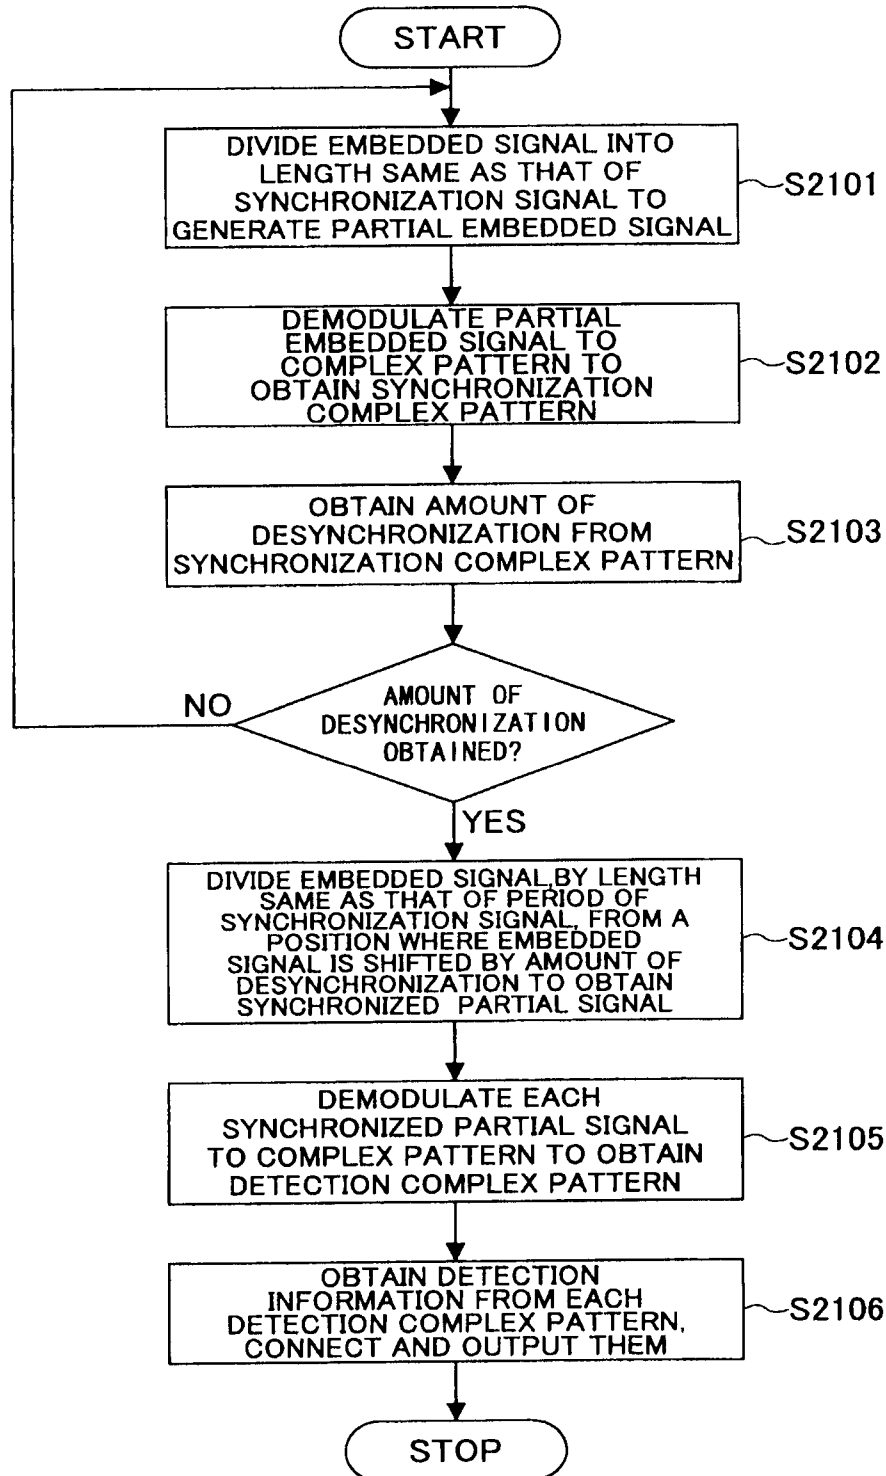 START
DIVIDE EMBEDDED SIGNAL INTO
LENGTH SAME AS THAT OF
SYNCHRONIZATION SIGNAL TO
GENERATE PARTIAL EMBEDDED SIGNAL
S2101
DEMODULATE PARTIAL
EMBEDDED SIGNAL TO
COMPLEX PATTERN TO
OBTAIN SYNCHRONIZATION
COMPLEX PATTERN
S2102
OBTAIN AMOUNT OF
DESYNCHRONIZATION FROM
SYNCHRONIZATION COMPLEX PATTERN
S2103
NO
AMOUNT OF
DESYNCHRONIZATION
OBTAINED?
YES
DIVIDE EMBEDDED SIGNAL,BY LENGTH
SAME AS THAT OF PERIOD OF
SYNCHRONIZATION SIGNAL, FROM A
POSITION WHERE EMBEDDED
SIGNAL IS SHIFTED BY AMOUNT OF
DESYNCHRONIZATION TO OBTAIN
SYNCHRONIZED PARTIAL SIGNAL
S2104
DEMODULATE EACH
SYNCHRONIZED PARTIAL SIGNAL
TO COMPLEX PATTERN TO OBTAIN
DETECTION COMPLEX PATTERN
S2105
OBTAIN DETECTION
INFORMATION FROM EACH
DETECTION COMPLEX PATTERN,
CONNECT AND OUTPUT THEM
S2106
STOP